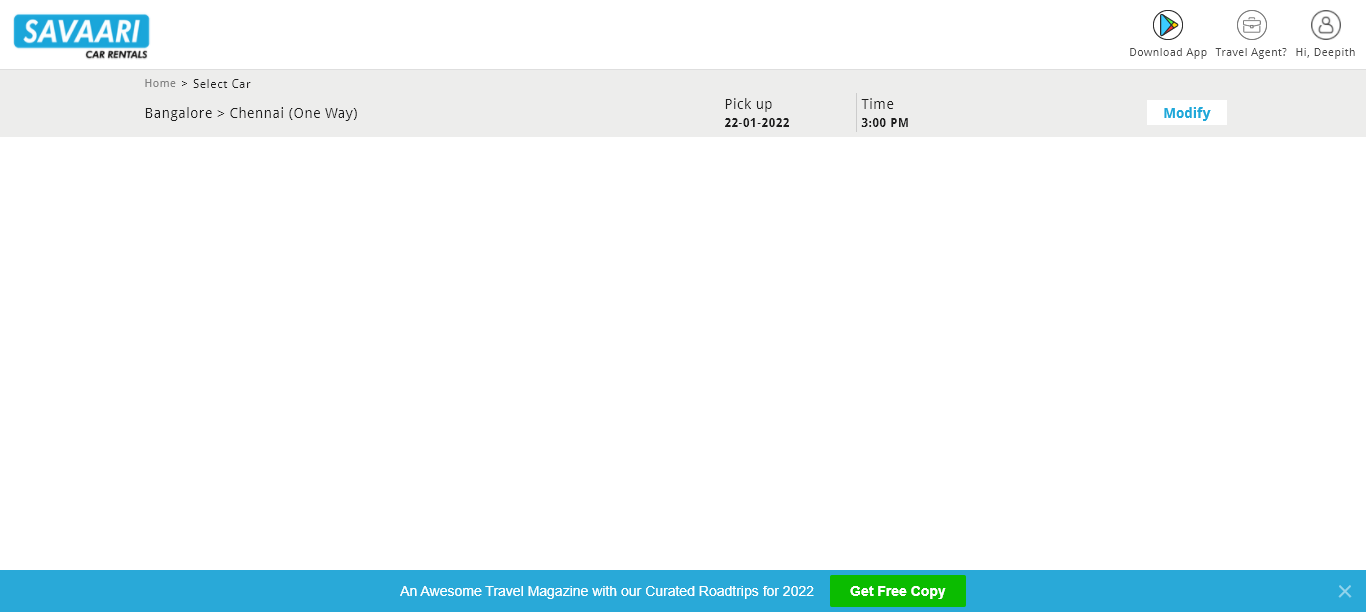 SAVAARI
CAR RENTALS
Download App Travel Agent? Hi, Deepith
Home > Select Car
Bangalore > Chennai (One Way)
Pick up
22-01-2022
Time
3:00 PM
Modify
An Awesome Travel Magazine with our Curated Roadtrips for 2022 Get Free Copy